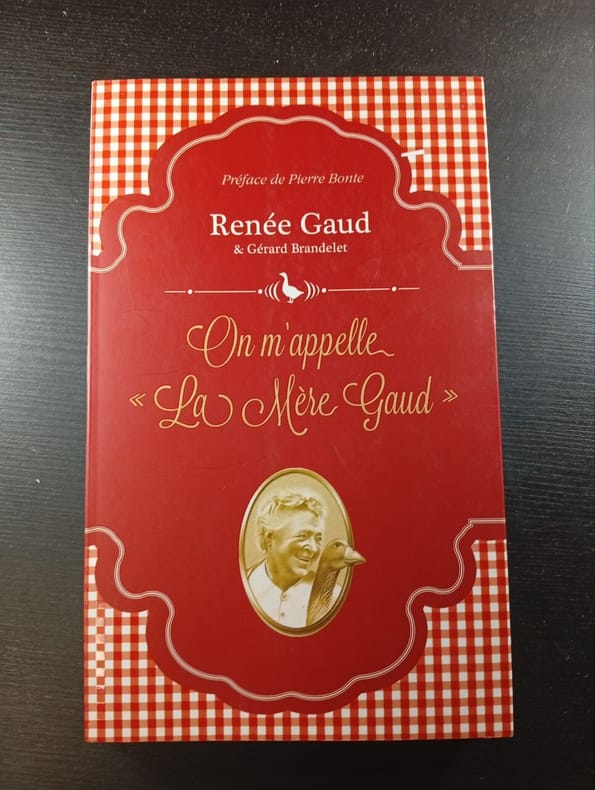 Préface de Pierre Bonte
Renée Gaud
& Gérard Brandelet
On m'appelle
« La Mère Gaud »